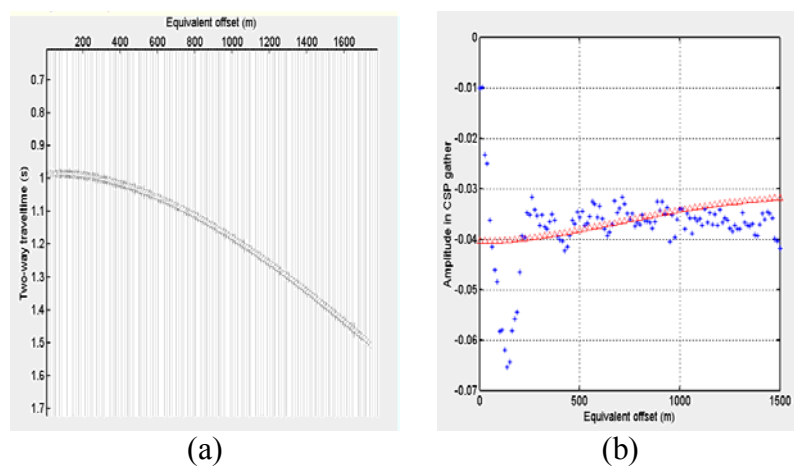 Equivalent offset (m)
200 400 600 800 1000 1200 1400 1600
Two-way traveltime (s)
0.7
0.8
0.9
1
1.1
1.2
1.3
1.4
1.5
1.6
1.7
(a)
Amplitude in CSP gather
0
-0.01
-0.02
-0.03
-0.04
-0.05
-0.06
-0.07
0 500 1000 1500
Equivalent offset (m)
(b)